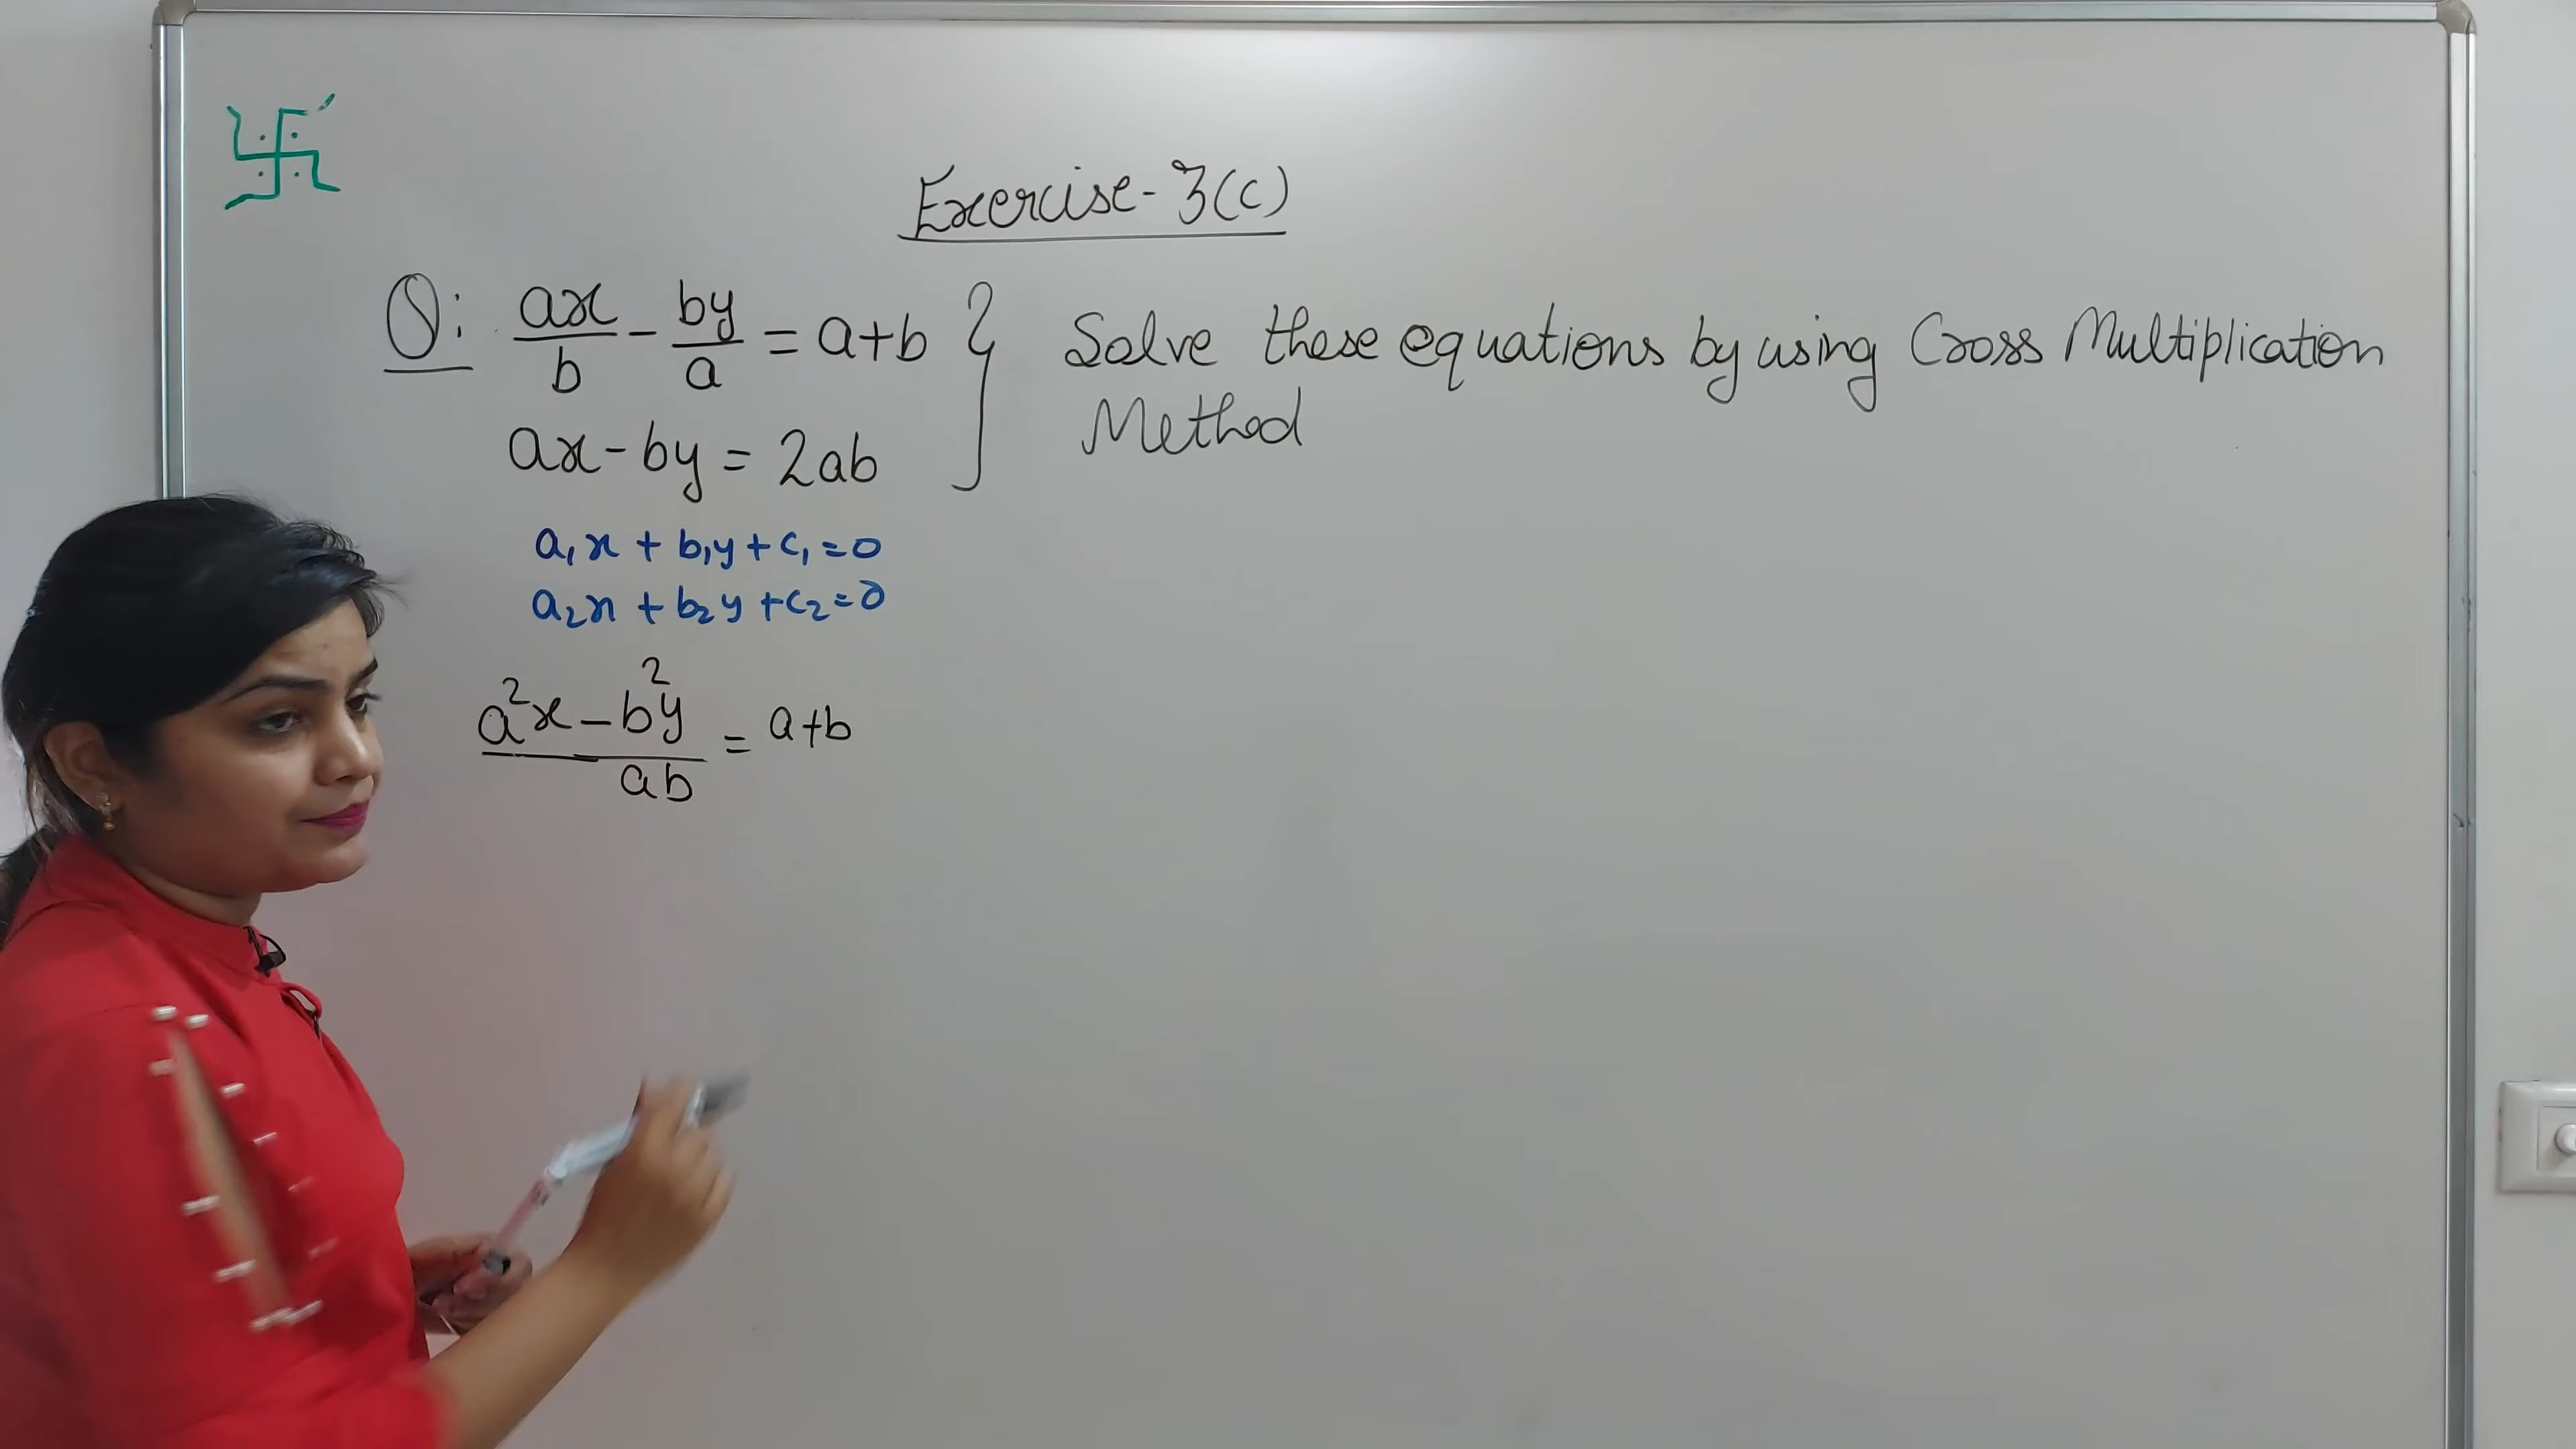 Exercise-3(c)
Q: ax/b - by/a = a+b } Solve these equations by using Cross Multiplication
Method
ax-by = 2ab
a₁x + b₁y + c₁ = 0
a₂x + b₂y + c₂ = 0
a²x - b²y / ab = a+b